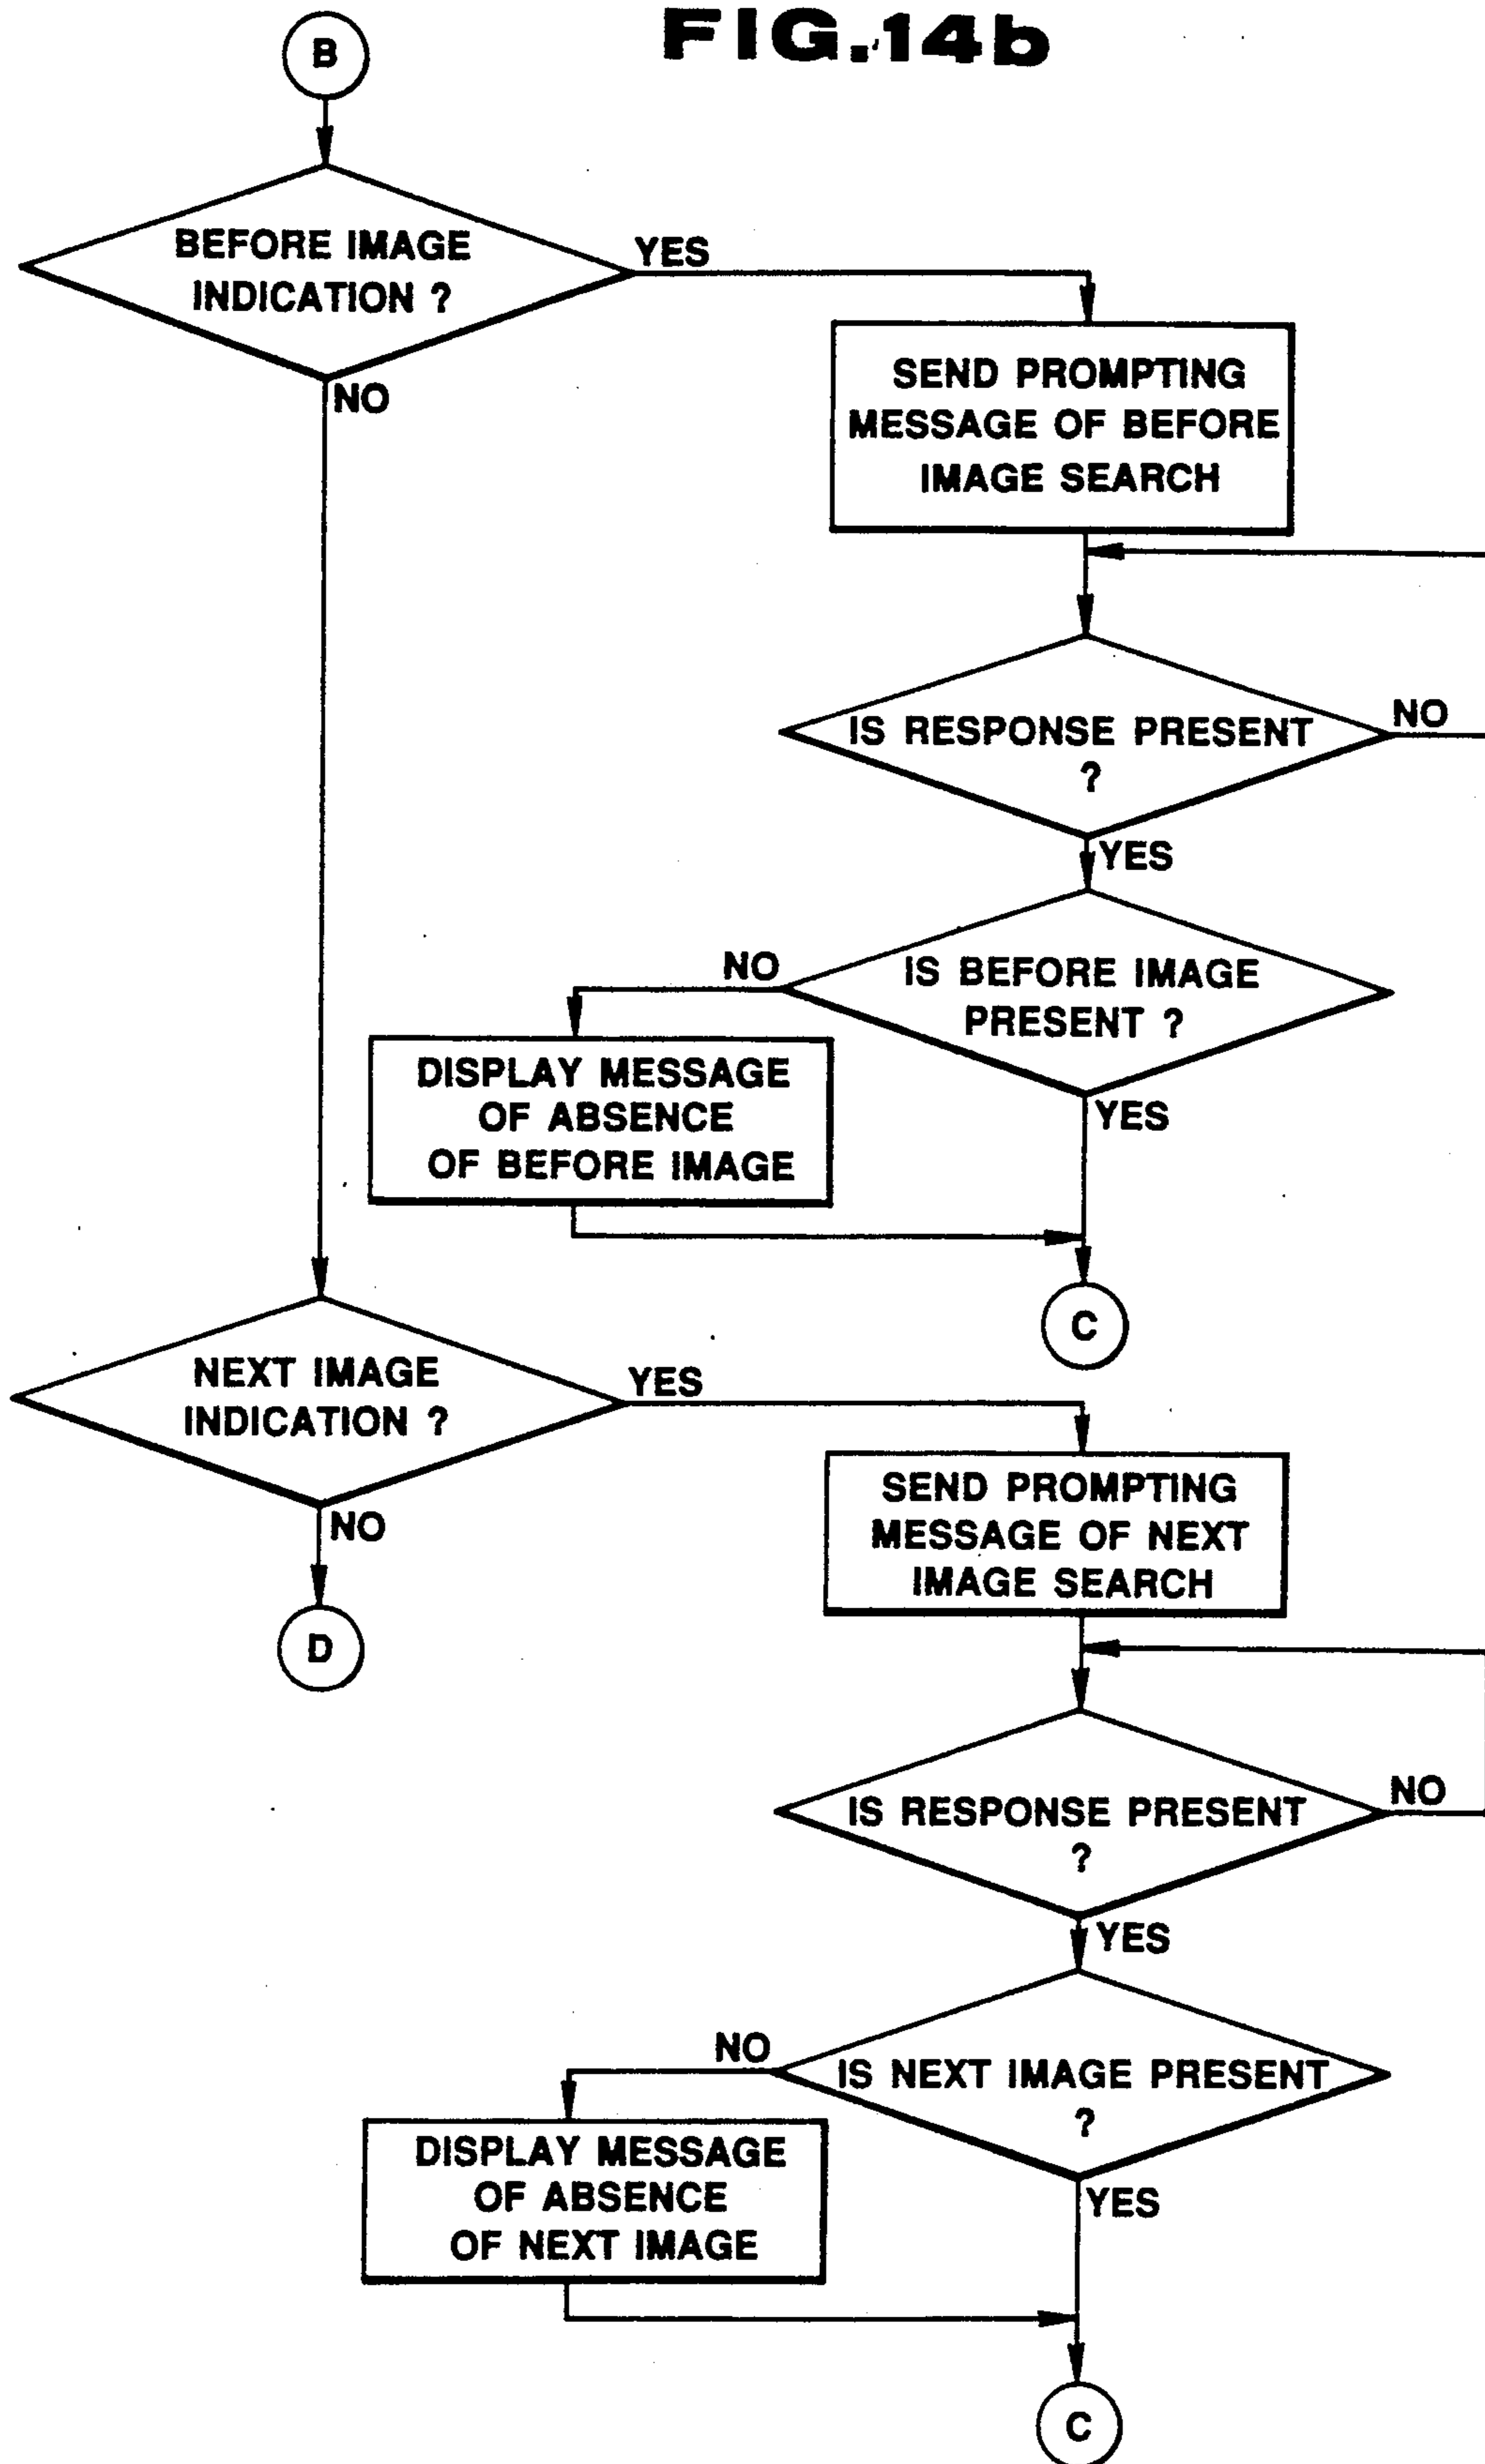 FIG.14b
B
BEFORE IMAGE
INDICATION ?
YES
NO
SEND PROMPTING
MESSAGE OF BEFORE
IMAGE SEARCH
IS RESPONSE PRESENT
?
NO
YES
IS BEFORE IMAGE
PRESENT ?
NO
YES
DISPLAY MESSAGE
OF ABSENCE
OF BEFORE IMAGE
C
NEXT IMAGE
INDICATION ?
YES
NO
D
SEND PROMPTING
MESSAGE OF NEXT
IMAGE SEARCH
IS RESPONSE PRESENT
?
NO
YES
IS NEXT IMAGE PRESENT
?
NO
YES
DISPLAY MESSAGE
OF ABSENCE
OF NEXT IMAGE
C